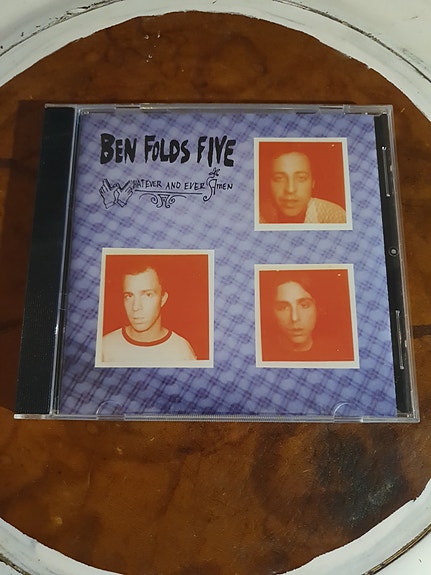 BEN FOLDS FIVE
WHATEVER AND EVER AMEN